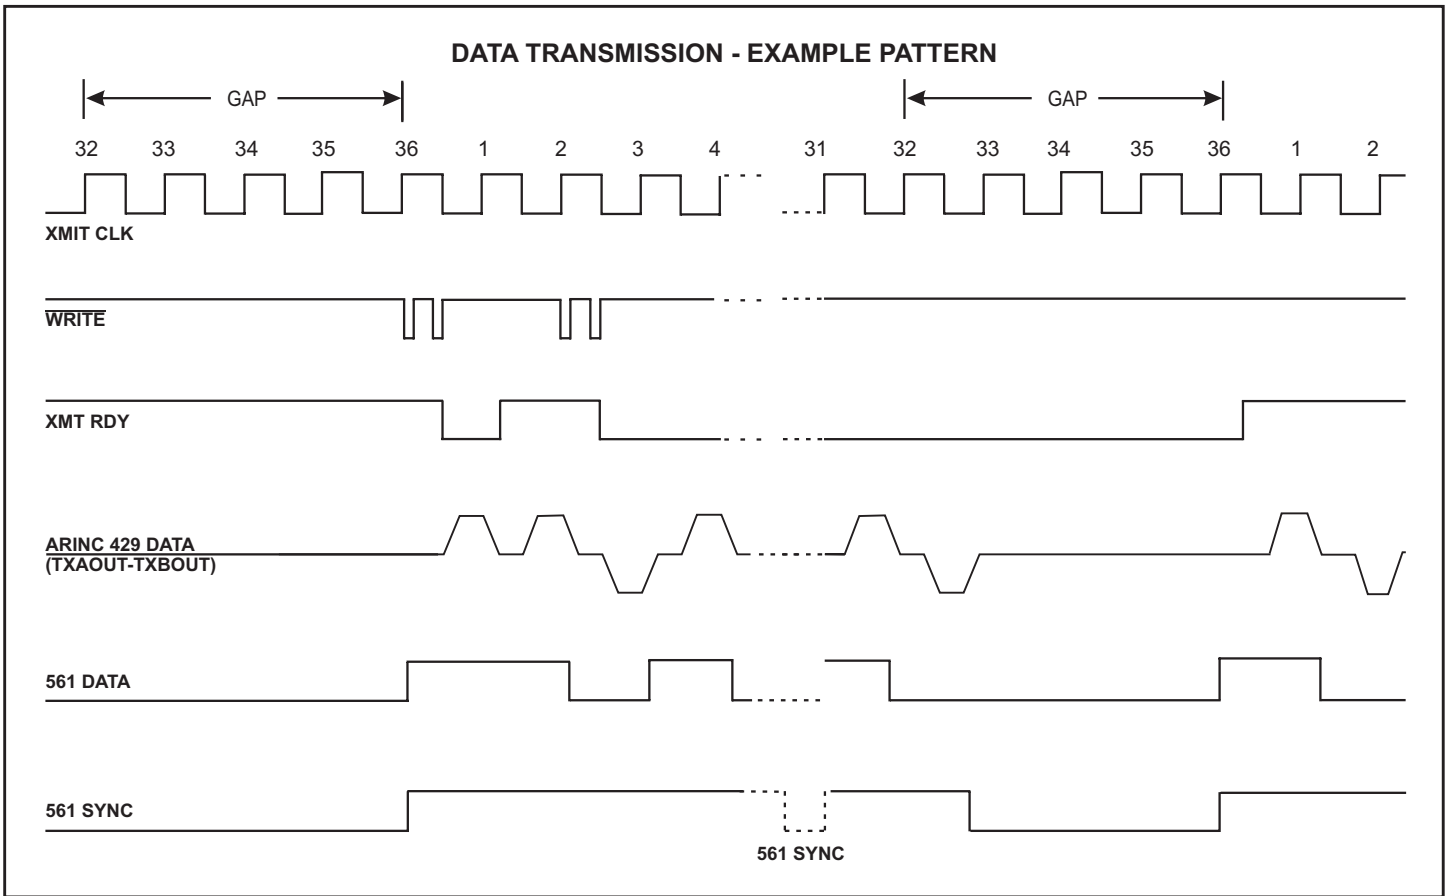 DATA TRANSMISSION - EXAMPLE PATTERN
GAP GAP
32 33 34 35 36 1 2 3 4 31 32 33 34 35 36 1 2
XMIT CLK
WRITE
XMT RDY
ARINC 429 DATA
(TXAOUT-TXBOUT)
561 DATA
561 SYNC
561 SYNC